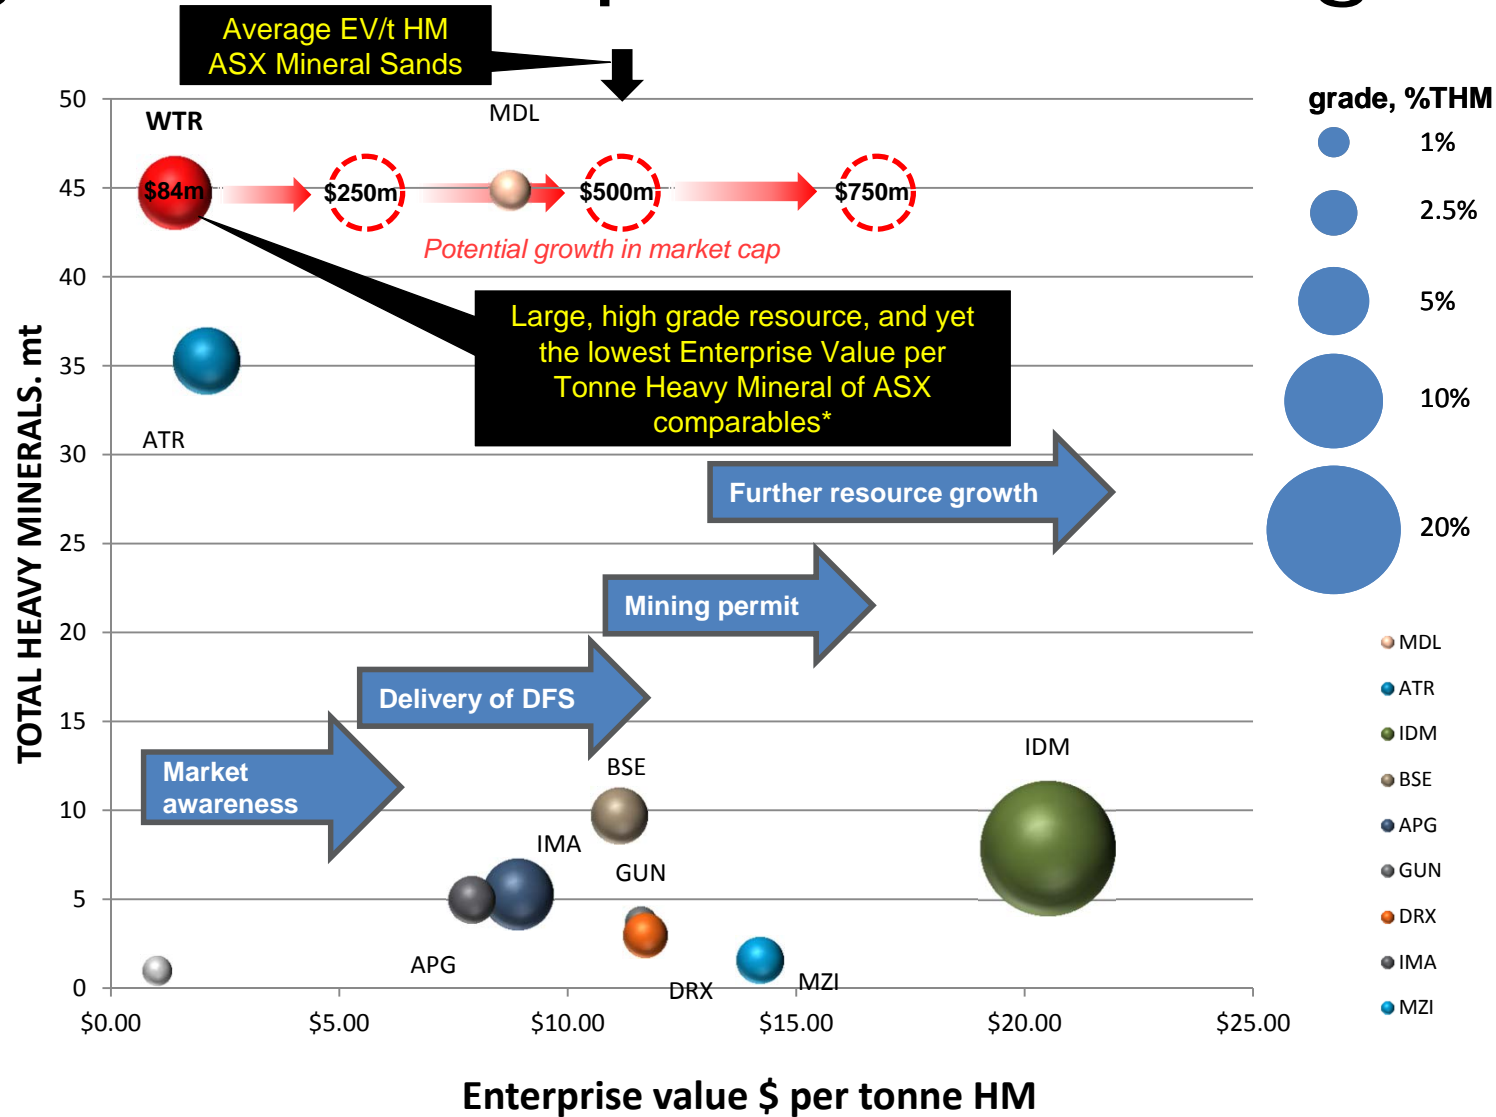 Average EV/t HM
ASX Mineral Sands
50
45
40
35
30
25
20
15
10
5
0
TOTAL HEAVY MINERALS. mt
WTR
MDL
$84m
$250m
$500m
$750m
Potential growth in market cap
Large, high grade resource, and yet
the lowest Enterprise Value per
Tonne Heavy Mineral of ASX
comparables*
ATR
Further resource growth
Mining permit
Delivery of DFS
Market
awareness
BSE
IDM
IMA
GUN
APG
DRX
MZI
$0.00
$5.00
$10.00
$15.00
$20.00
$25.00
Enterprise value $ per tonne HM
grade, %THM
1%
2.5%
5%
10%
20%
MDL
ATR
IDM
BSE
APG
GUN
DRX
IMA
MZI